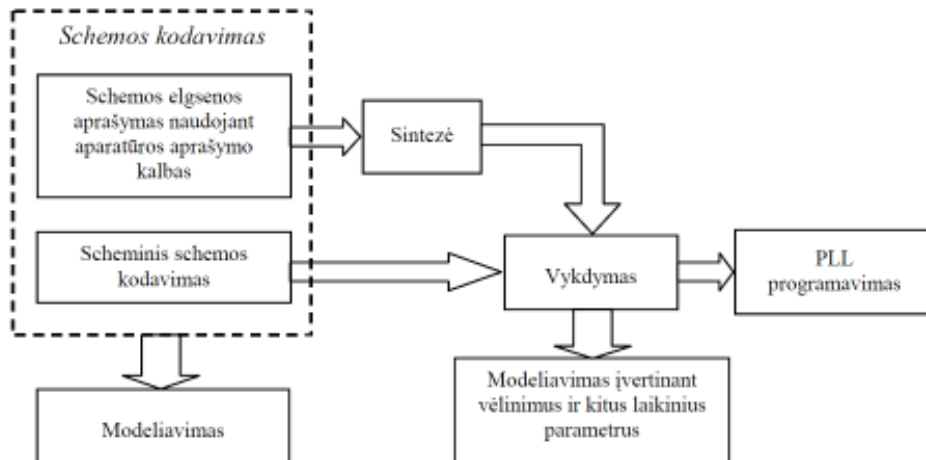 Schemos kodavimas
Schemos elgsenos
aprašymas naudojant
aparatūros aprašymo
kalbas
Sintezė
Scheminis schemos
kodavimas
Vykdymas
PLL
programavimas
Modeliavimas
Modeliavimas įvertinant
vėlinimus ir kitus laikinius
parametrus